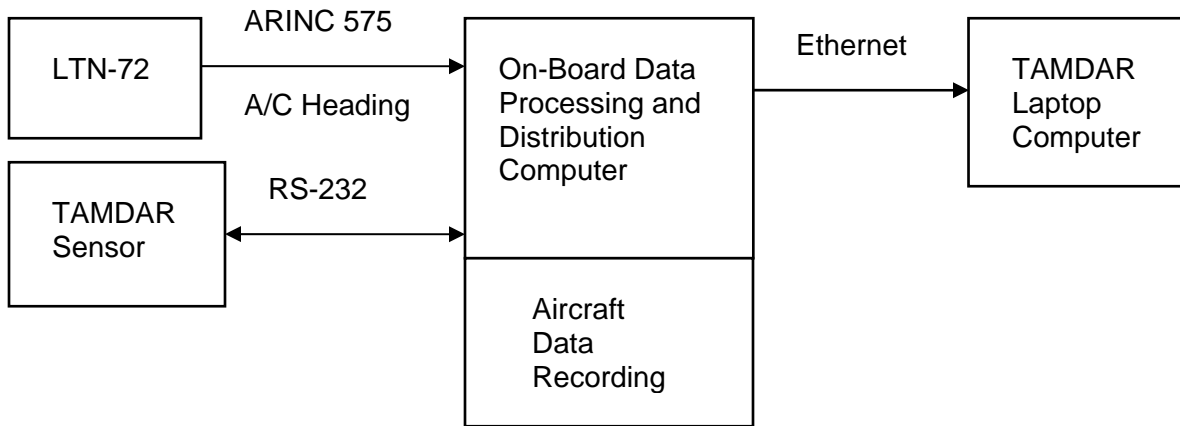 ARINC 575
LTN-72
A/C Heading
TAMDAR
Sensor
RS-232
On-Board Data
Processing and
Distribution
Computer
Aircraft
Data
Recording
Ethernet
TAMDAR
Laptop
Computer